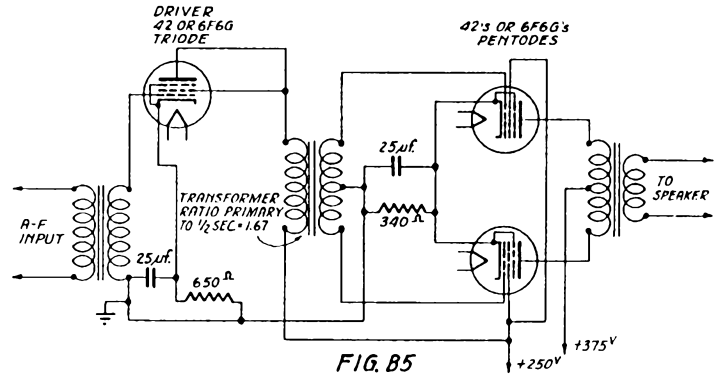 DRIVER
42 OR 6F6G
TRIODE
42's OR 6F6G's
PENTODES
A-F
INPUT
25µf.
650 Ω
TRANSFORMER
RATIO PRIMARY
TO 1/2 SEC = 1.67
25µf.
340 Ω
TO
SPEAKER
+375V
+250V
FIG. B5